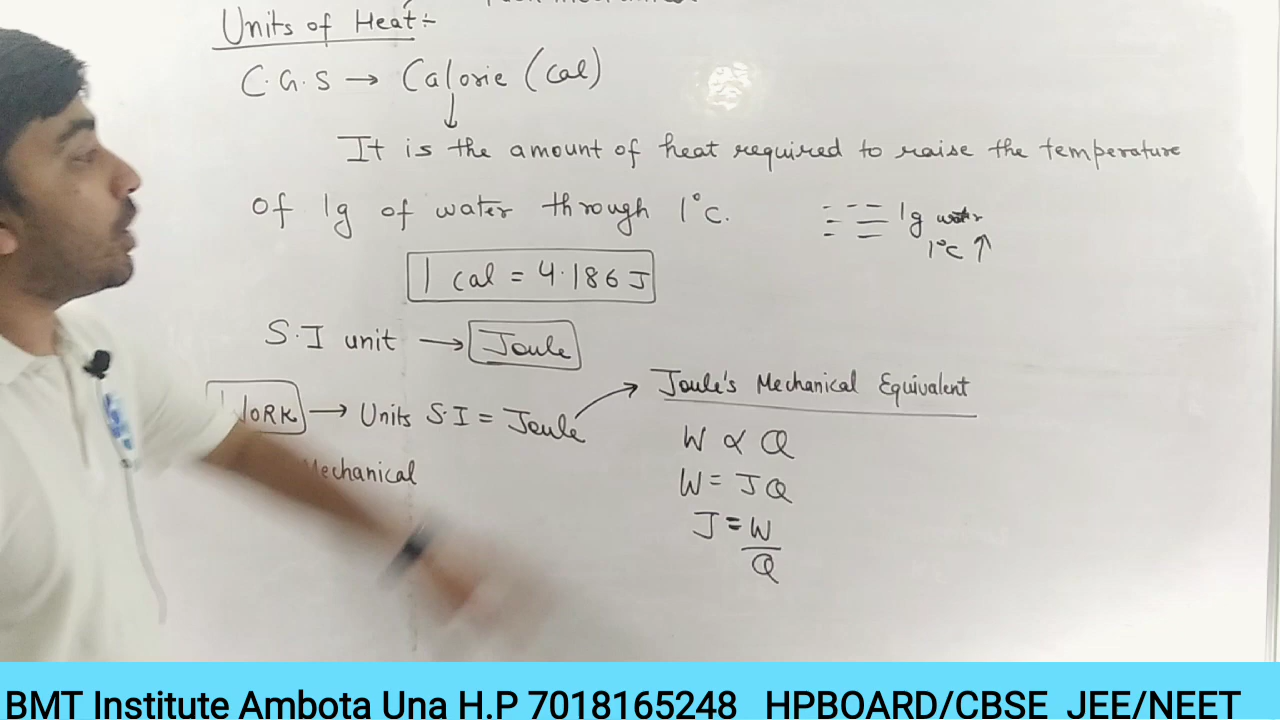 Units of Heat :-
C.G.S → Calorie (cal)
It is the amount of heat required to raise the temperature
of 1g of water through 1°c.
1g water
1°C ↑
1 cal = 4.186 J
S.I unit → Joule
WORK → Units S.I = Joule
Mechanical
Joule's Mechanical Equivalent
W ∝ Q
W = JQ
J = W
Q
BMT Institute Ambota Una H.P 7018165248 HPBOARD/CBSE JEE/NEET